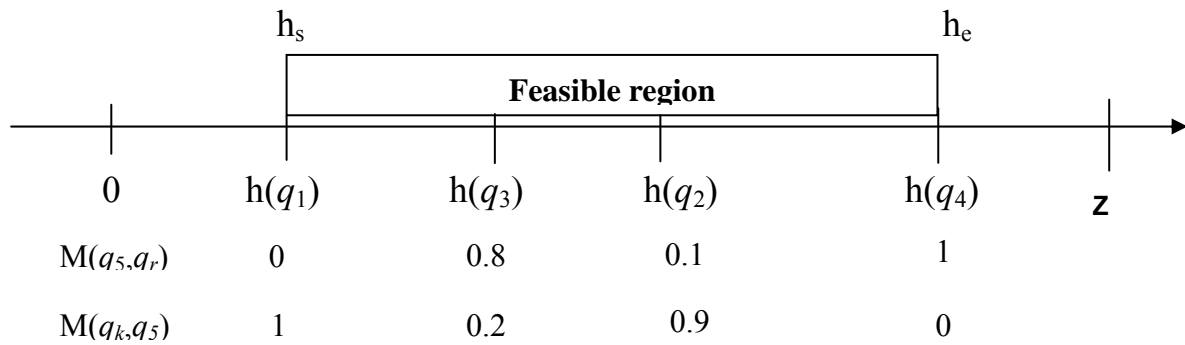 hₛ hₑ
Feasible region
0 h(q₁) h(q₃) h(q₂) h(q₄) Z
M(q₅,qᵣ) 0 0.8 0.1 1
M(qₖ,q₅) 1 0.2 0.9 0